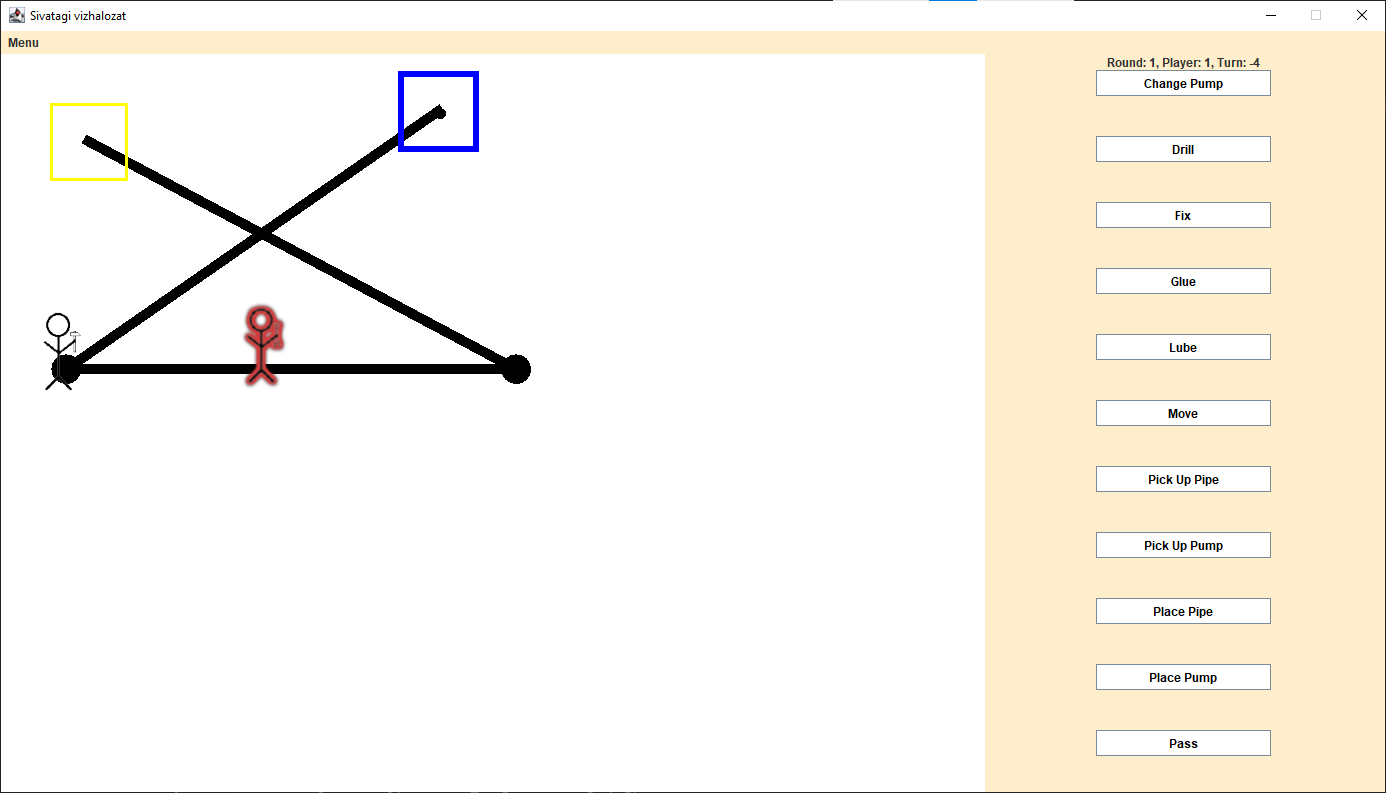 Sivatagi vizhalozat
Menu
Round: 1, Player: 1, Turn: -4
Change Pump
Drill
Fix
Glue
Lube
Move
Pick Up Pipe
Pick Up Pump
Place Pipe
Place Pump
Pass